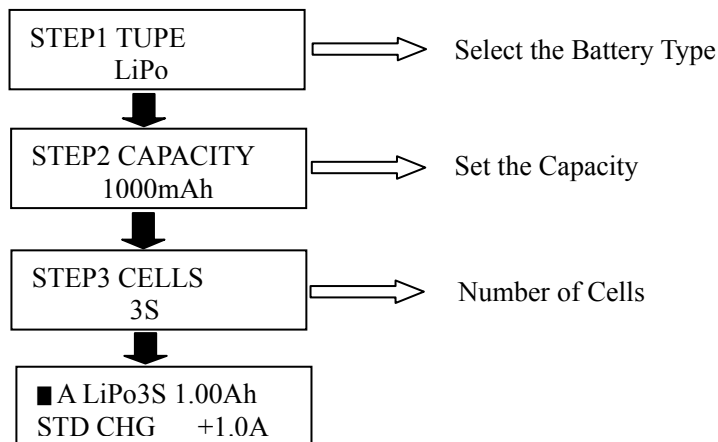 STEP1 TUPE
LiPo
Select the Battery Type
STEP2 CAPACITY
1000mAh
Set the Capacity
STEP3 CELLS
3S
Number of Cells
■ A LiPo3S 1.00Ah
STD CHG +1.0A